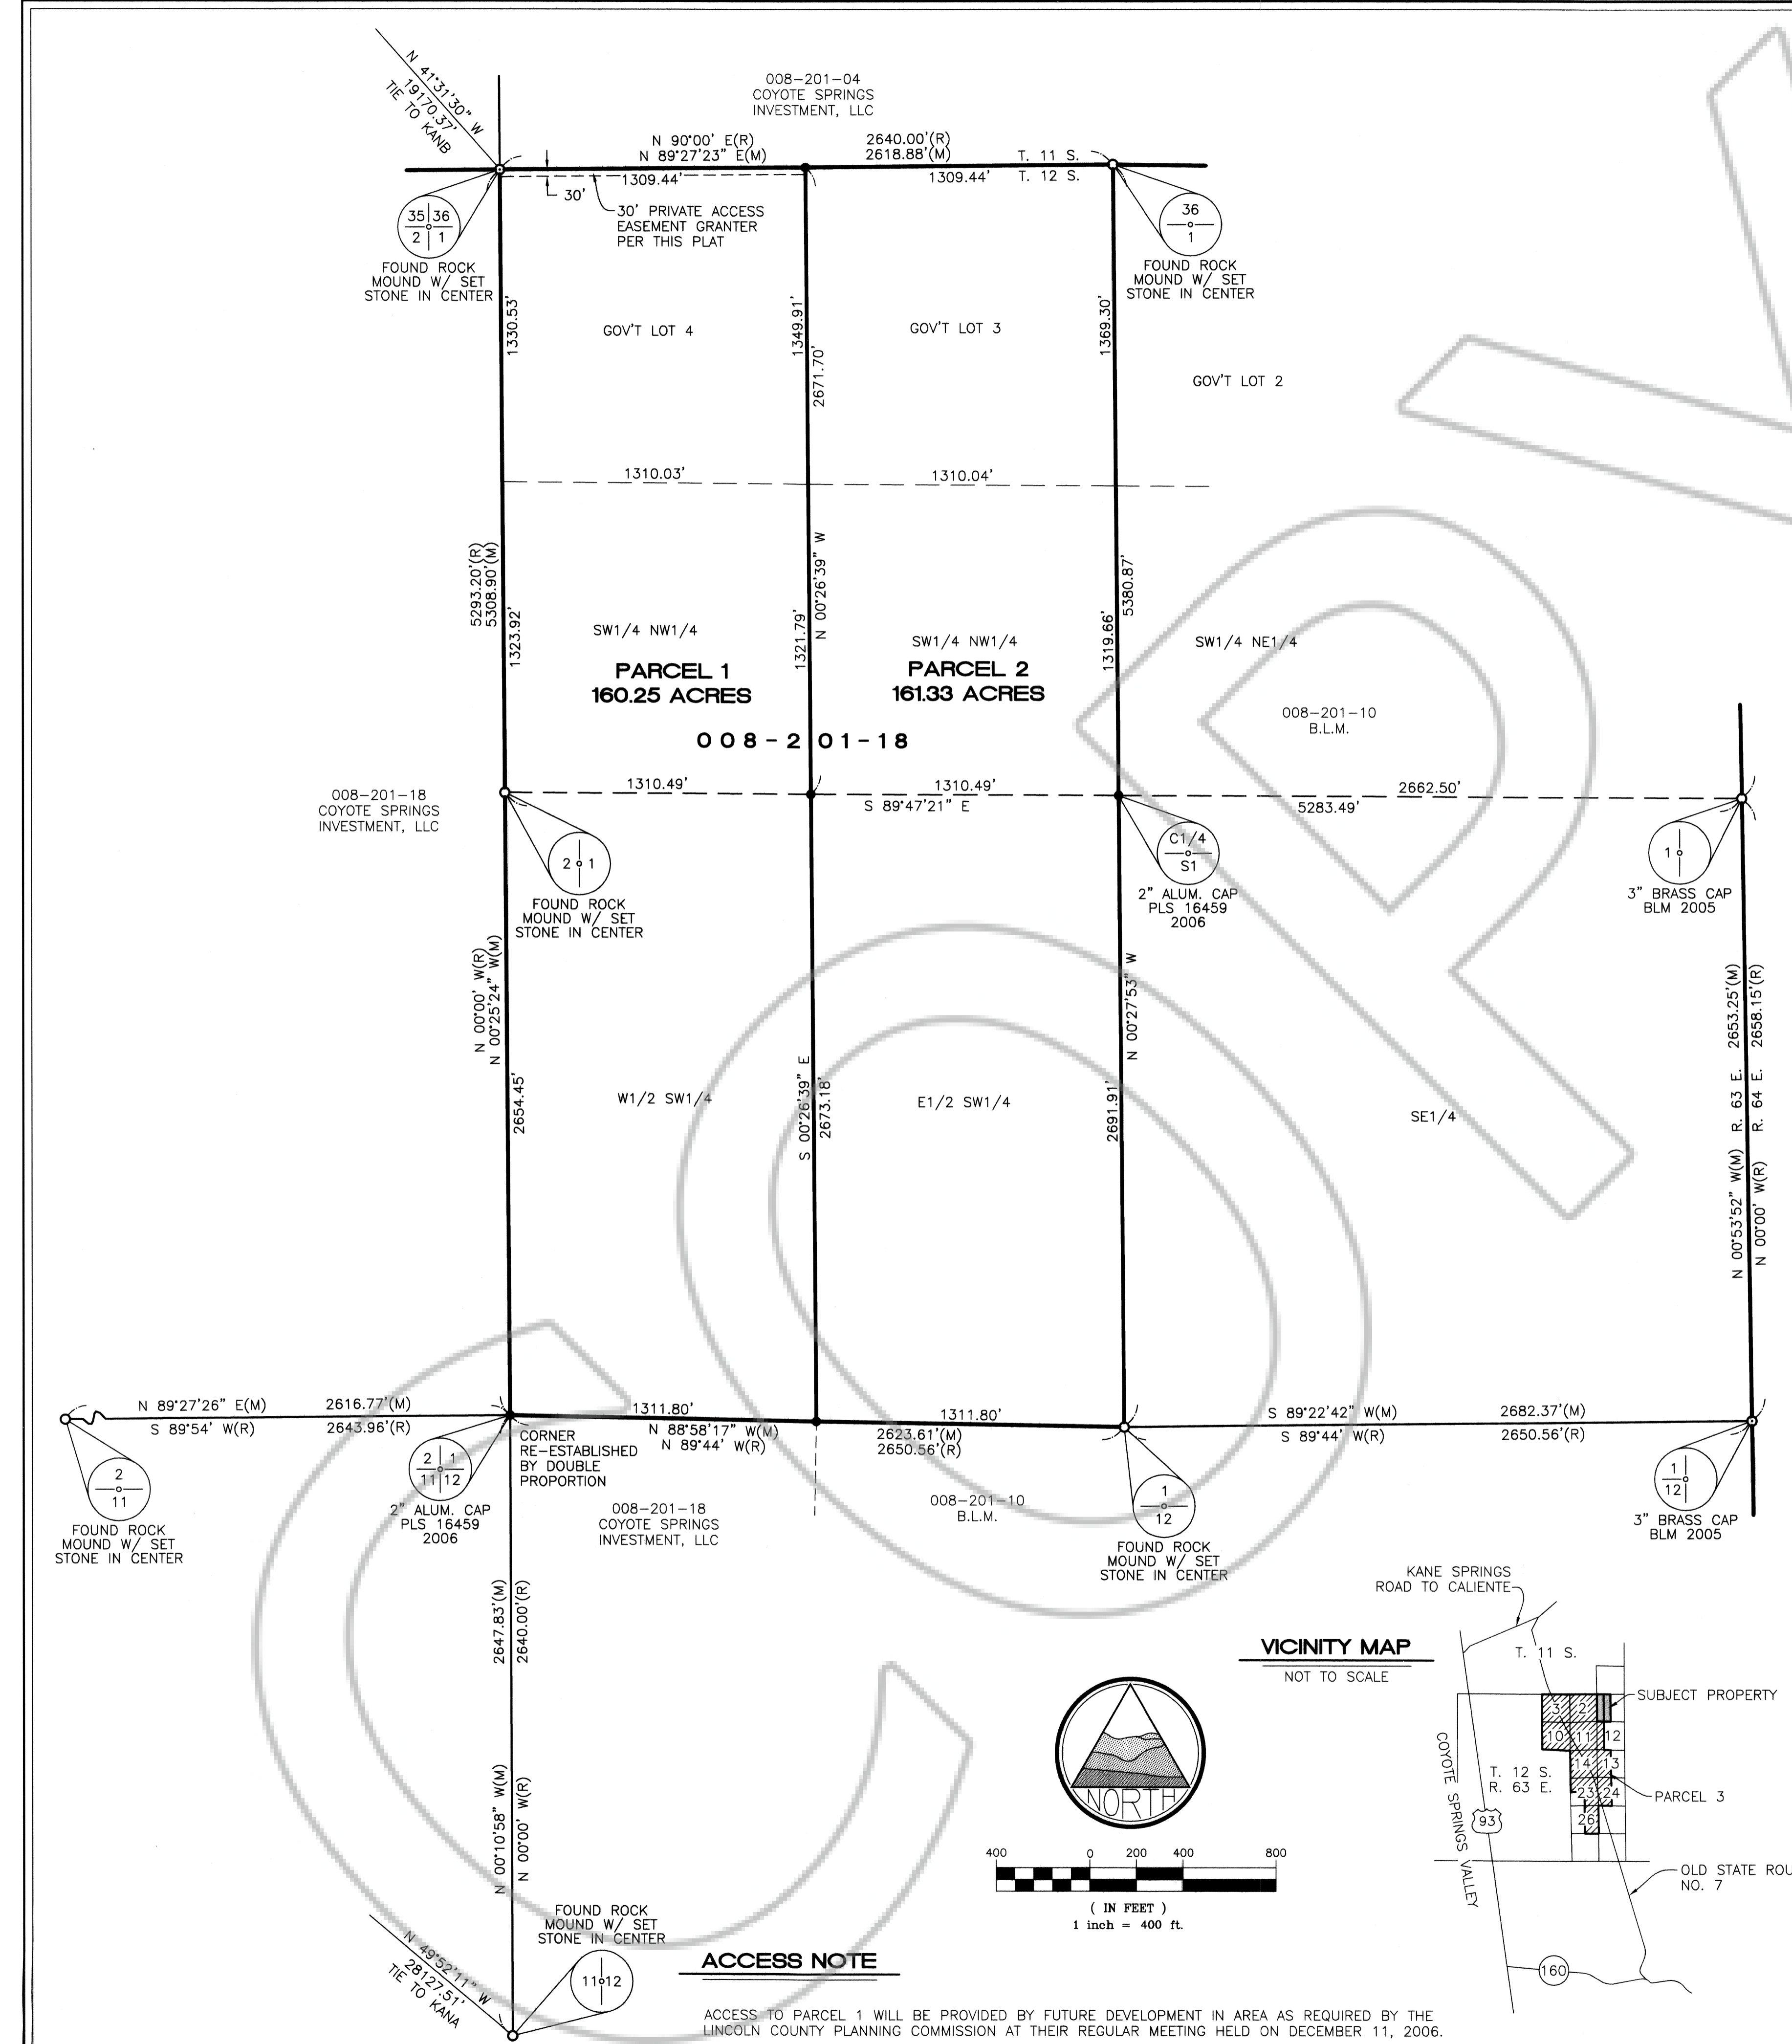 N 41°31'30" W
19170.37'
TIE TO KANB
008-201-04
COYOTE SPRINGS
INVESTMENT, LLC
N 90°00' E(R)
2640.00'(R)
N 89°27'23" E(M)
2618.88'(M)
T. 11 S.
T. 12 S.
1309.44'
1309.44'
30'
30' PRIVATE ACCESS
EASEMENT GRANTER
PER THIS PLAT
35 36
2 1
FOUND ROCK
MOUND W/ SET
STONE IN CENTER
36
1
FOUND ROCK
MOUND W/ SET
STONE IN CENTER
1330.53'
GOV'T LOT 4
1349.91'
2671.70'
GOV'T LOT 3
1369.30'
GOV'T LOT 2
1310.03'
1310.04'
5293.20'(R)
5308.90'(M)
1323.92'
SW1/4 NW1/4
PARCEL 1
160.25 ACRES
1321.79'
N 00°26'39" W
SW1/4 NW1/4
PARCEL 2
161.33 ACRES
1319.66'
5380.87'
SW1/4 NE1/4
008-201-10
B.L.M.
008-201-18
1310.49'
1310.49'
S 89°47'21" E
2662.50'
5283.49'
008-201-18
COYOTE SPRINGS
INVESTMENT, LLC
2 1
FOUND ROCK
MOUND W/ SET
STONE IN CENTER
C1/4
S1
2" ALUM. CAP
PLS 16459
2006
1
3" BRASS CAP
BLM 2005
N 00°00' W(R)
N 00°25'24" W(M)
2654.45'
W1/2 SW1/4
S 00°26'39" E
2673.18'
E1/2 SW1/4
N 00°27'53" W
2691.91'
SE1/4
N 00°53'52" W(M) R. 63 E. 2653.25'(M)
N 00°00' W(R) R. 64 E. 2658.15'(R)
N 89°27'26" E(M)
2616.77'(M)
S 89°54' W(R)
2643.96'(R)
1311.80'
N 88°58'17" W(M)
N 89°44' W(R)
1311.80'
2623.61'(M)
2650.56'(R)
S 89°22'42" W(M)
2682.37'(M)
S 89°44' W(R)
2650.56'(R)
CORNER
RE-ESTABLISHED
BY DOUBLE
PROPORTION
2
11
FOUND ROCK
MOUND W/ SET
STONE IN CENTER
2 1
11 12
2" ALUM. CAP
PLS 16459
2006
008-201-18
COYOTE SPRINGS
INVESTMENT, LLC
008-201-10
B.L.M.
1
12
FOUND ROCK
MOUND W/ SET
STONE IN CENTER
1
12
3" BRASS CAP
BLM 2005
2647.83'(M)
2640.00'(R)
N 00°10'58" W(M)
N 00°00' W(R)
N 49°52'11" W
28127.51'
TIE TO KANA
FOUND ROCK
MOUND W/ SET
STONE IN CENTER
11 12
NORTH
400 0 200 400 800
( IN FEET )
1 inch = 400 ft.
VICINITY MAP
NOT TO SCALE
KANE SPRINGS
ROAD TO CALIENTE
T. 11 S.
SUBJECT PROPERTY
3 2
10 11 12
14 13
23 24
26
T. 12 S.
R. 63 E.
PARCEL 3
COYOTE SPRINGS VALLEY
93
OLD STATE ROU
NO. 7
160
ACCESS NOTE
ACCESS TO PARCEL 1 WILL BE PROVIDED BY FUTURE DEVELOPMENT IN AREA AS REQUIRED BY THE
LINCOLN COUNTY PLANNING COMMISSION AT THEIR REGULAR MEETING HELD ON DECEMBER 11, 2006.
COPY